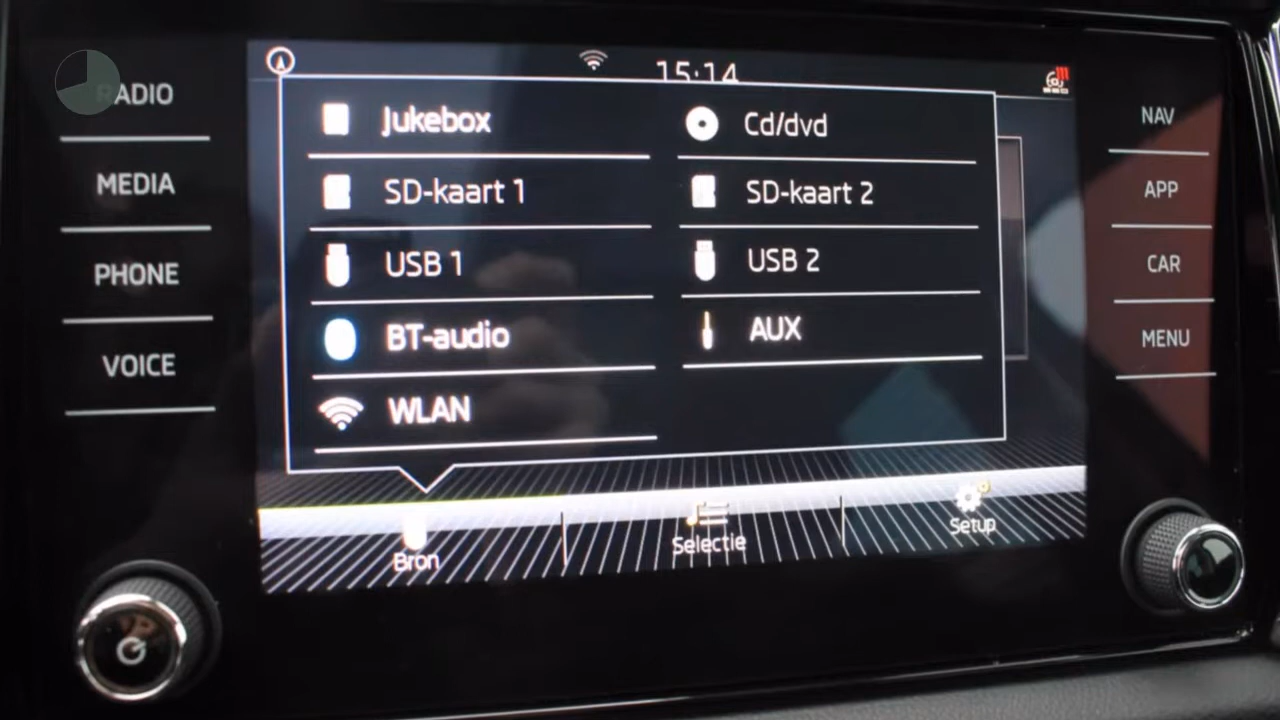 15:14
RADIO
MEDIA
PHONE
VOICE
Jukebox
Cd/dvd
SD-kaart 1
SD-kaart 2
USB 1
USB 2
BT-audio
AUX
WLAN
Bron
Selectie
Setup
NAV
APP
CAR
MENU